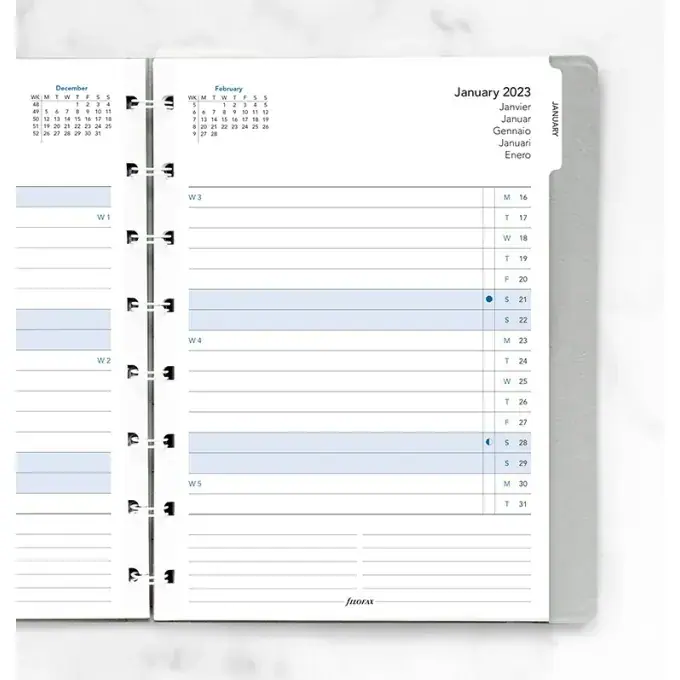 December
WK M T W T F S S
48 1 2 3 4
49 5 6 7 8 9 10 11
50 12 13 14 15 16 17 18
51 19 20 21 22 23 24 25
52 26 27 28 29 30 31
W 1
W 2
February
WK M T W T F S S
5 1 2 3 4 5
6 7 8 9 10 11 12
7 13 14 15 16 17 18 19
8 20 21 22 23 24 25 26
9 27 28
January 2023
Janvier
Januar
Gennaio
Januari
Enero
JANUARY
W 3 M 16
T 17
W 18
T 19
F 20
S 21
S 22
W 4 M 23
T 24
W 25
T 26
F 27
S 28
S 29
W 5 M 30
T 31
filofax